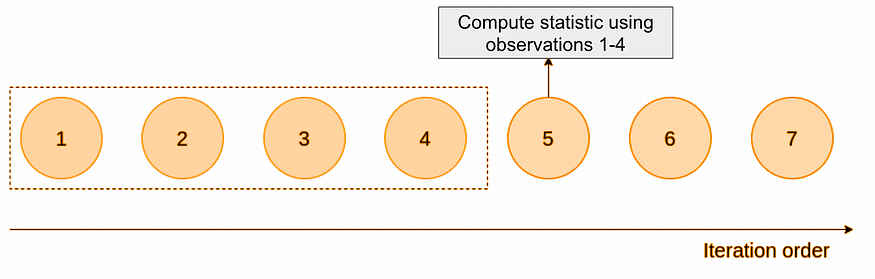 Compute statistic using
observations 1-4
1 2 3 4 5 6 7
Iteration order